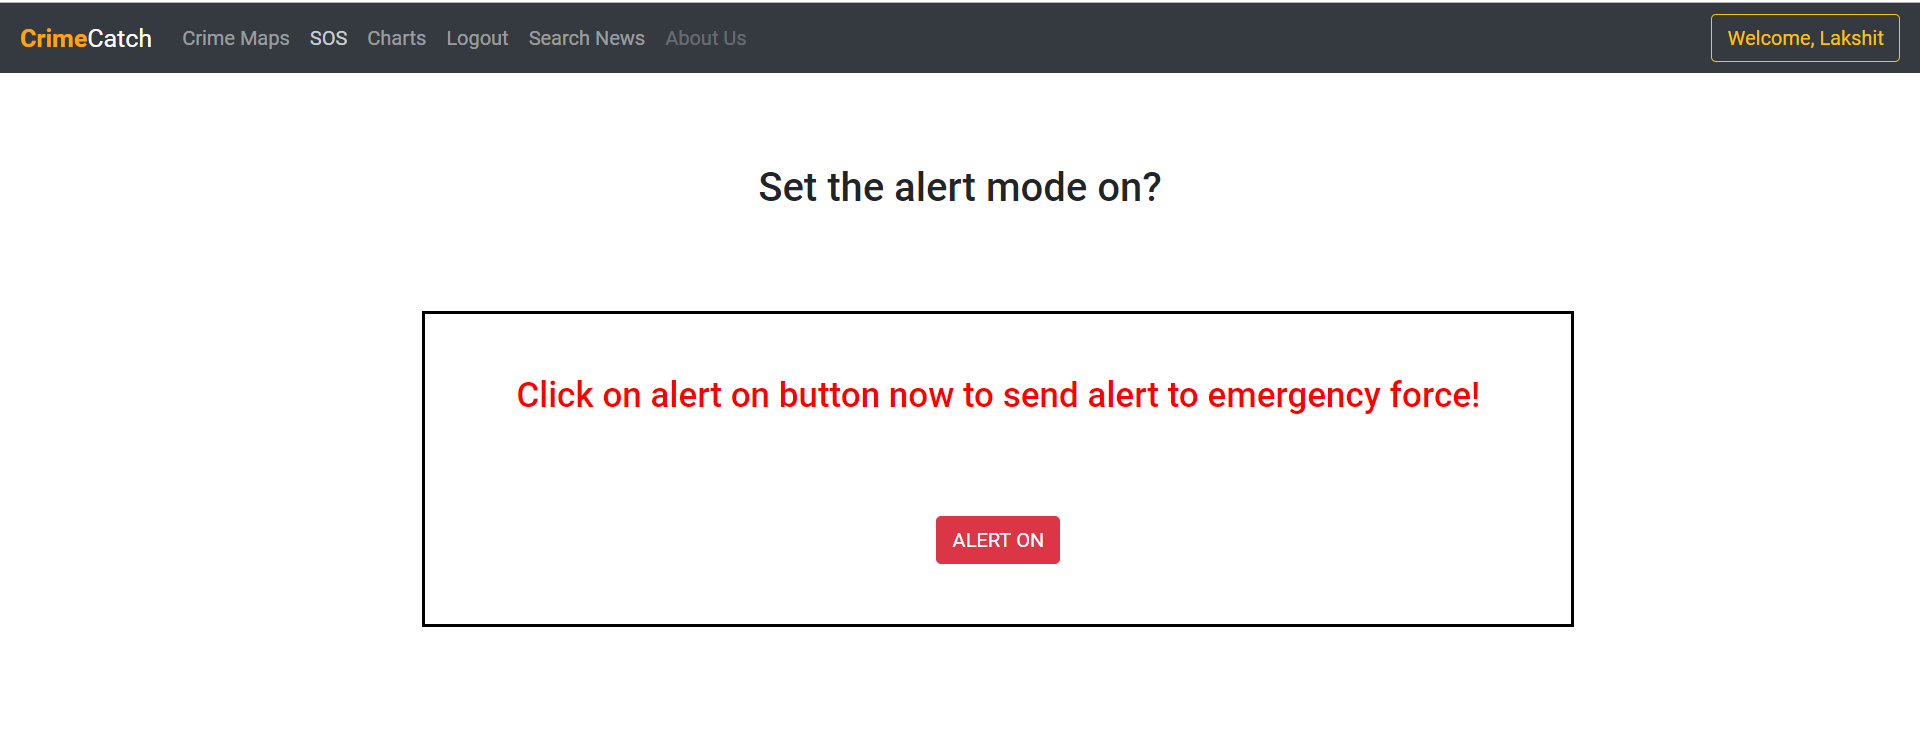 CrimeCatch Crime Maps SOS Charts Logout Search News About Us Welcome, Lakshit
Set the alert mode on?
Click on alert on button now to send alert to emergency force!
ALERT ON